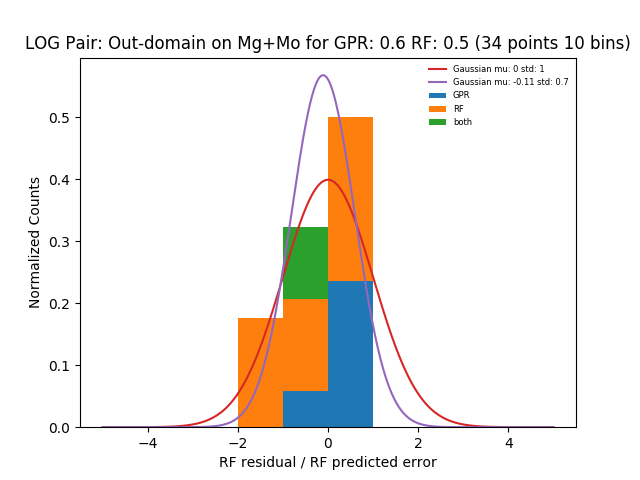 LOG Pair: Out-domain on Mg+Mo for GPR: 0.6 RF: 0.5 (34 points 10 bins)
Gaussian mu: 0 std: 1
Gaussian mu: -0.11 std: 0.7
GPR
RF
both
Normalized Counts
0.5
0.4
0.3
0.2
0.1
0.0
−4 −2 0 2 4
RF residual / RF predicted error